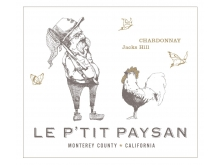 CHARDONNAY
Jacks Hill
LE P'TIT PAYSAN
MONTEREY COUNTY • CALIFORNIA